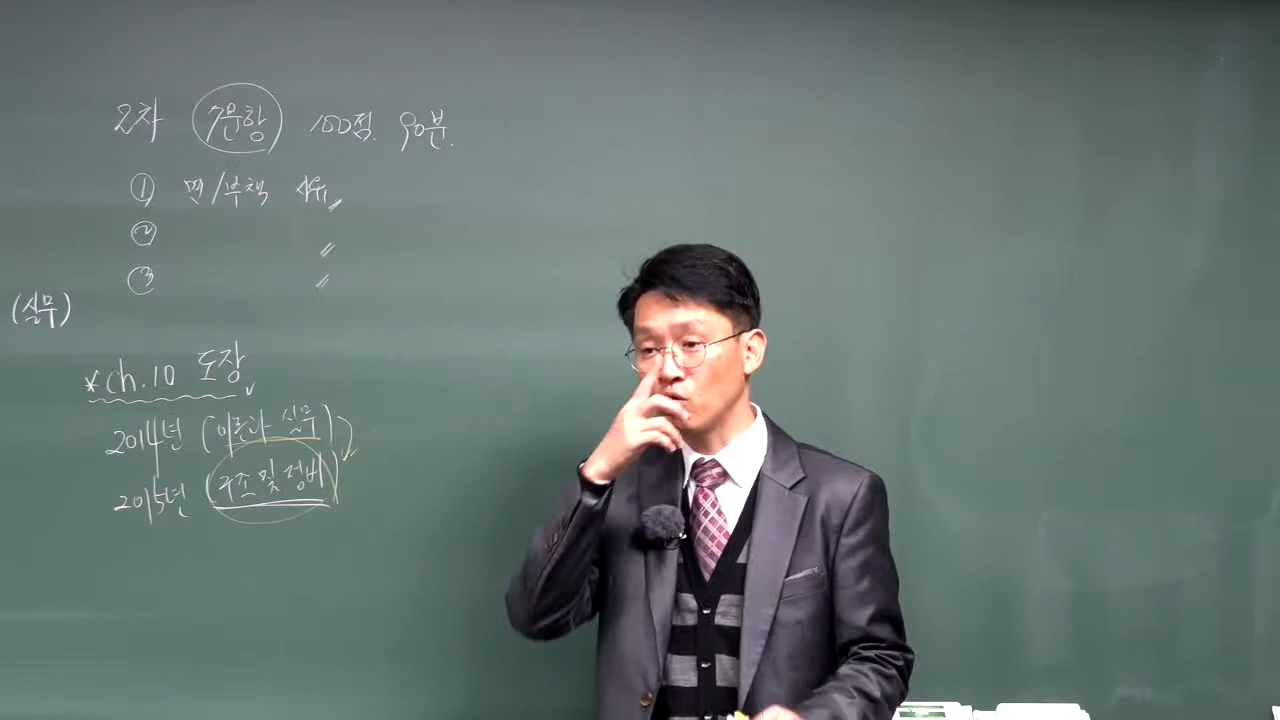 2차 7문항 100점. 90분.
① 면/부책 사유 〃
② 〃
③ 〃
(실무)
*ch.10 도장
2014년 (이론과 실무)
2015년 (구조 및 정비)